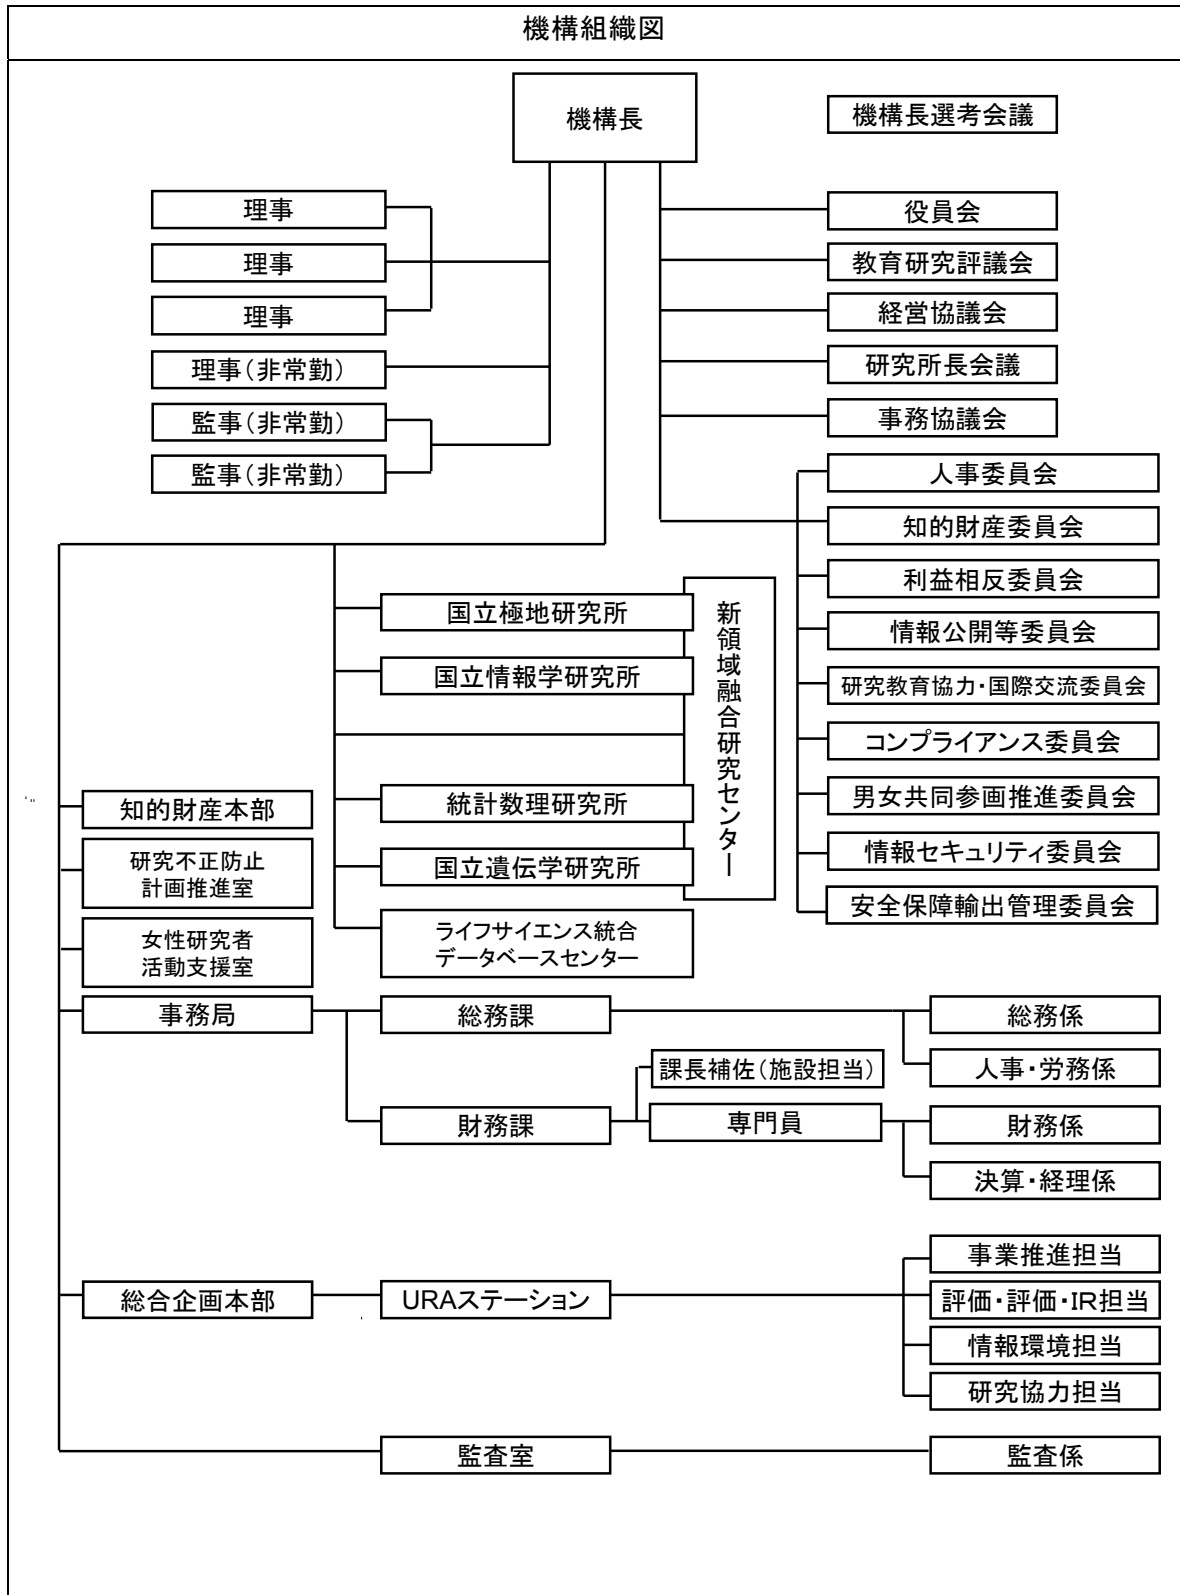 機構組織図
機構長
機構長選考会議
理事
理事
理事
理事(非常勤)
監事(非常勤)
監事(非常勤)
役員会
教育研究評議会
経営協議会
研究所長会議
事務協議会
人事委員会
知的財産委員会
利益相反委員会
情報公開等委員会
研究教育協力・国際交流委員会
コンプライアンス委員会
男女共同参画推進委員会
情報セキュリティ委員会
安全保障輸出管理委員会
国立極地研究所
国立情報学研究所
新領域融合研究センター
統計数理研究所
国立遺伝学研究所
ライフサイエンス統合
データベースセンター
知的財産本部
研究不正防止
計画推進室
女性研究者
活動支援室
事務局
総務課
総務係
人事・労務係
課長補佐(施設担当)
財務課
専門員
財務係
決算・経理係
総合企画本部
URAステーション
事業推進担当
評価・評価・IR担当
情報環境担当
研究協力担当
監査室
監査係